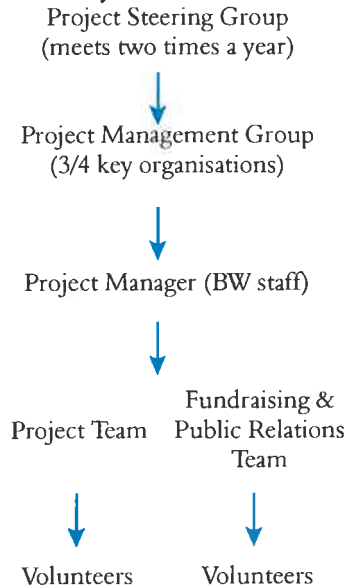 Project Steering Group
(meets two times a year)
Project Management Group
(3/4 key organisations)
Project Manager (BW staff)
Project Team
Fundraising &
Public Relations
Team
Volunteers
Volunteers